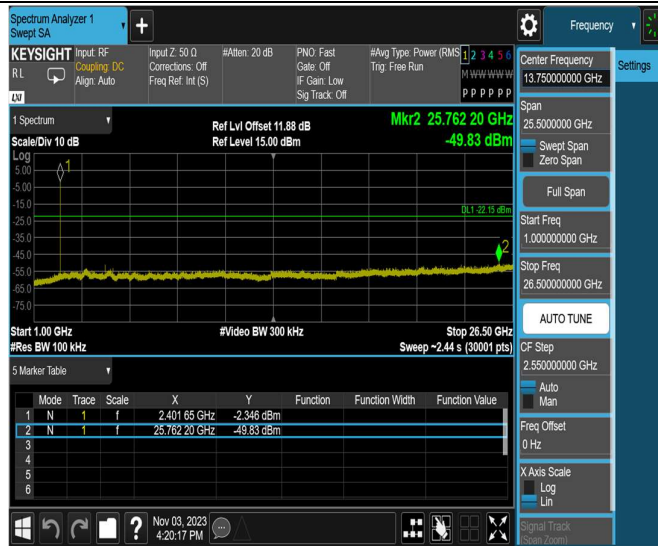 Spectrum Analyzer 1
Swept SA
+
Frequency
KEYSIGHT
RL
LXI
Input: RF
Coupling: DC
Align: Auto
Input Z: 50 Ω
Corrections: Off
Freq Ref: Int (S)
#Atten: 20 dB
PNO: Fast
Gate: Off
IF Gain: Low
Sig Track: Off
#Avg Type: Power (RMS
Trig: Free Run
1 2 3 4 5 6
M W W W W W
P P P P P P
1 Spectrum
Scale/Div 10 dB
Ref Lvl Offset 11.88 dB
Ref Level 15.00 dBm
Mkr2 25.762 20 GHz
-49.83 dBm
Log
5.00
-5.00
-15.0
-25.0
-35.0
-45.0
-55.0
-65.0
-75.0
1
DL1 -22.15 dBm
2
Start 1.00 GHz
#Res BW 100 kHz
#Video BW 300 kHz
Stop 26.50 GHz
Sweep ~2.44 s (30001 pts)
5 Marker Table
Mode Trace Scale X Y Function Function Width Function Value
1 N 1 f 2.401 65 GHz -2.346 dBm
2 N 1 f 25.762 20 GHz -49.83 dBm
3
4
5
6
Nov 03, 2023
4:20:17 PM
?
Center Frequency
13.750000000 GHz
Settings
Span
25.5000000 GHz
Swept Span
Zero Span
Full Span
Start Freq
1.000000000 GHz
Stop Freq
26.500000000 GHz
AUTO TUNE
CF Step
2.550000000 GHz
Auto
Man
Freq Offset
0 Hz
X Axis Scale
Log
Lin
Signal Track
(Span Zoom)